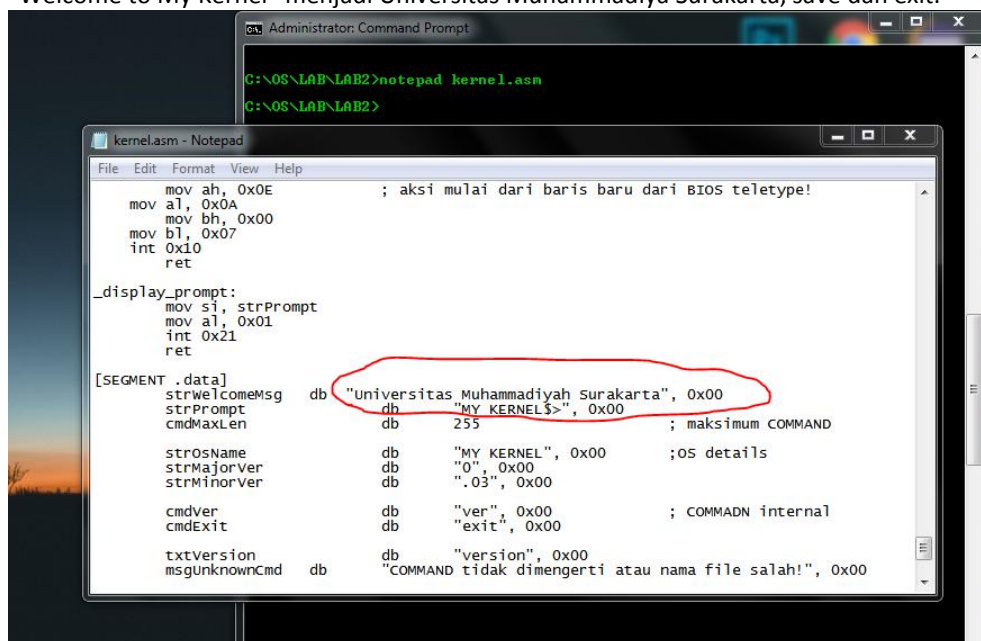 "Welcome to My Kernel" menjadi Universitas Muhammadiya Surakarta, save dan exit.
Administrator: Command Prompt
C:\OS\LAB\LAB2>notepad kernel.asm
C:\OS\LAB\LAB2>
kernel.asm - Notepad
File Edit Format View Help
mov ah, 0x0E ; aksi mulai dari baris baru dari BIOS teletype!
mov al, 0x0A
mov bh, 0x00
mov bl, 0x07
int 0x10
ret
_display_prompt:
mov si, strPrompt
mov al, 0x01
int 0x21
ret
[SEGMENT .data]
strWelcomeMsg db "Universitas Muhammadiyah Surakarta", 0x00
strPrompt db "MY KERNEL$>", 0x00
cmdMaxLen db 255 ; maksimum COMMAND
strOsName db "MY KERNEL", 0x00 ;OS details
strMajorVer db "0", 0x00
strMinorVer db ".03", 0x00
cmdVer db "ver", 0x00 ; COMMADN internal
cmdExit db "exit", 0x00
txtVersion db "version", 0x00
msgUnknownCmd db "COMMAND tidak dimengerti atau nama file salah!", 0x00